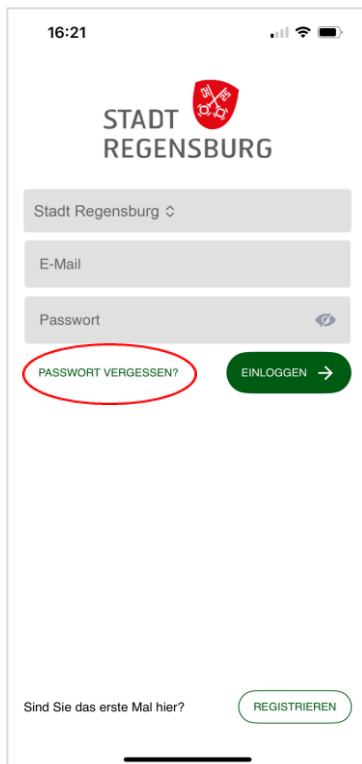 16:21
STADT
REGENSBURG
Stadt Regensburg
E-Mail
Passwort
PASSWORT VERGESSEN?
EINLOGGEN
Sind Sie das erste Mal hier?
REGISTRIEREN